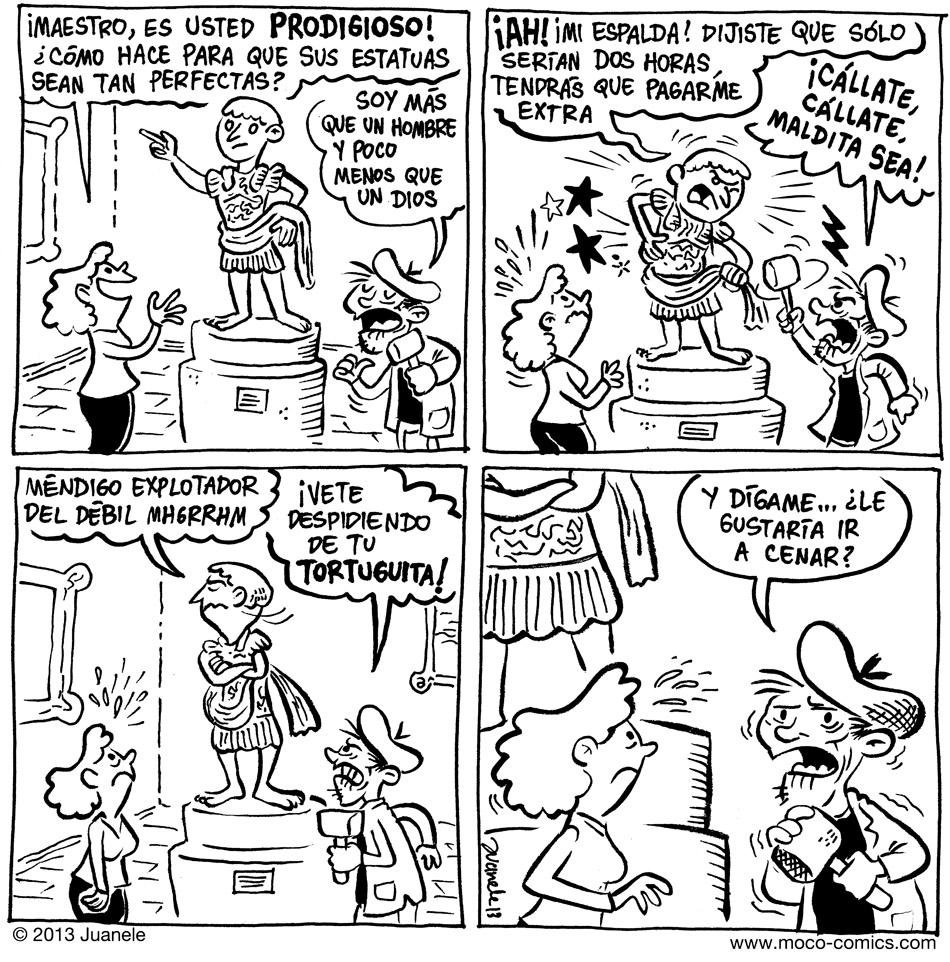 ¡MAESTRO, ES USTED PRODIGIOSO!
¿CÓMO HACE PARA QUE SUS ESTATUAS
SEAN TAN PERFECTAS?
SOY MÁS
QUE UN HOMBRE
Y POCO
MENOS QUE
UN DIOS
¡AH! ¡MI ESPALDA! DIJISTE QUE SÓLO
SERÍAN DOS HORAS,
TENDRÁS QUE PAGARME
EXTRA
¡CÁLLATE,
CÁLLATE,
MALDITA SEA!
MÉNDIGO EXPLOTADOR
DEL DÉBIL MHGRRHM
¡VETE
DESPIDIENDO
DE TU
TORTUGUITA!
Y DÍGAME... ¿LE
GUSTARÍA IR
A CENAR?
Juanele 13
© 2013 Juanele
www.moco-comics.com